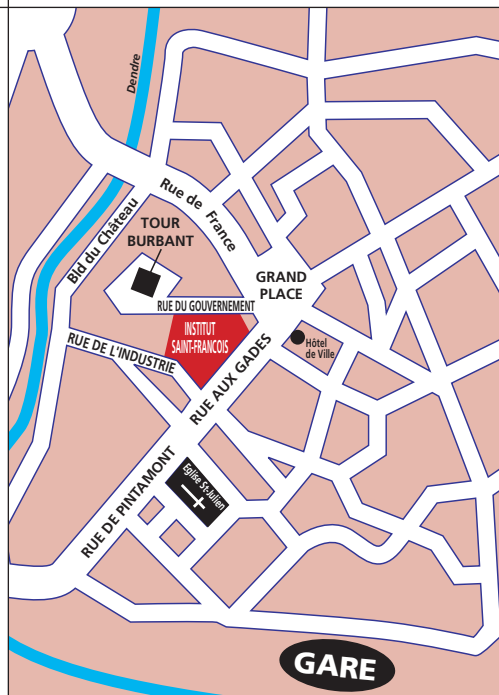 Dendre
Rue de France
Bld du Château
TOUR
BURBANT
GRAND
PLACE
RUE DU GOUVERNEMENT
INSTITUT
SAINT-FRANCOIS
Hôtel
de Ville
RUE DE L'INDUSTRIE
RUE AUX GADES
Eglise St-Julien
RUE DE PINTAMONT
GARE